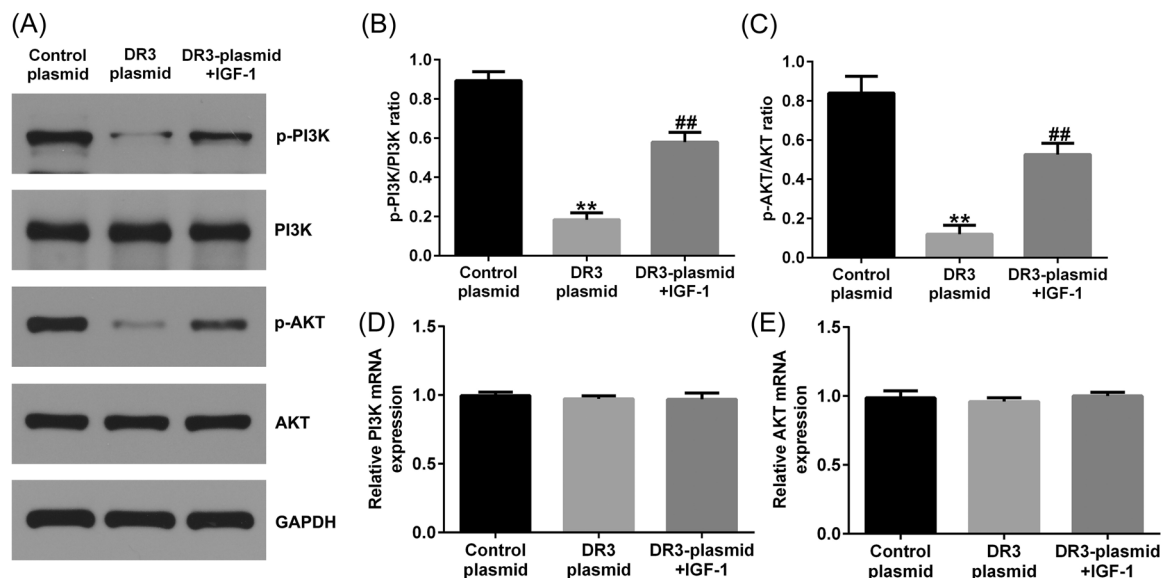 (A)
Control
plasmid
DR3
plasmid
DR3-plasmid
+IGF-1
p-PI3K
PI3K
p-AKT
AKT
GAPDH
(B)
p-PI3K/PI3K ratio
1.0
0.8
0.6
0.4
0.2
0.0
**
##
Control
plasmid
DR3
plasmid
DR3-plasmid
+IGF-1
(C)
p-AKT/AKT ratio
1.0
0.8
0.6
0.4
0.2
0.0
**
##
Control
plasmid
DR3
plasmid
DR3-plasmid
+IGF-1
(D)
Relative PI3K mRNA
expression
1.5
1.0
0.5
0.0
Control
plasmid
DR3
plasmid
DR3-plasmid
+IGF-1
(E)
Relative AKT mRNA
expression
1.5
1.0
0.5
0.0
Control
plasmid
DR3
plasmid
DR3-plasmid
+IGF-1